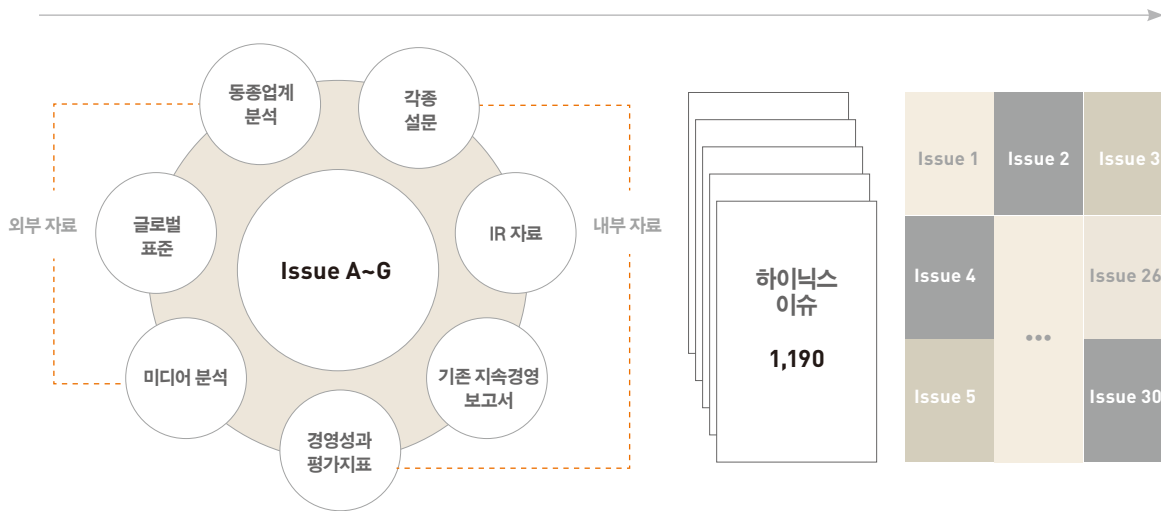 동종업계
분석
각종
설문
외부 자료
글로벌
표준
Issue A~G
IR 자료
내부 자료
미디어 분석
기존 지속경영
보고서
경영성과
평가지표
하이닉스
이슈
1,190
Issue 1
Issue 2
Issue 3
Issue 4
...
Issue 26
Issue 5
Issue 30